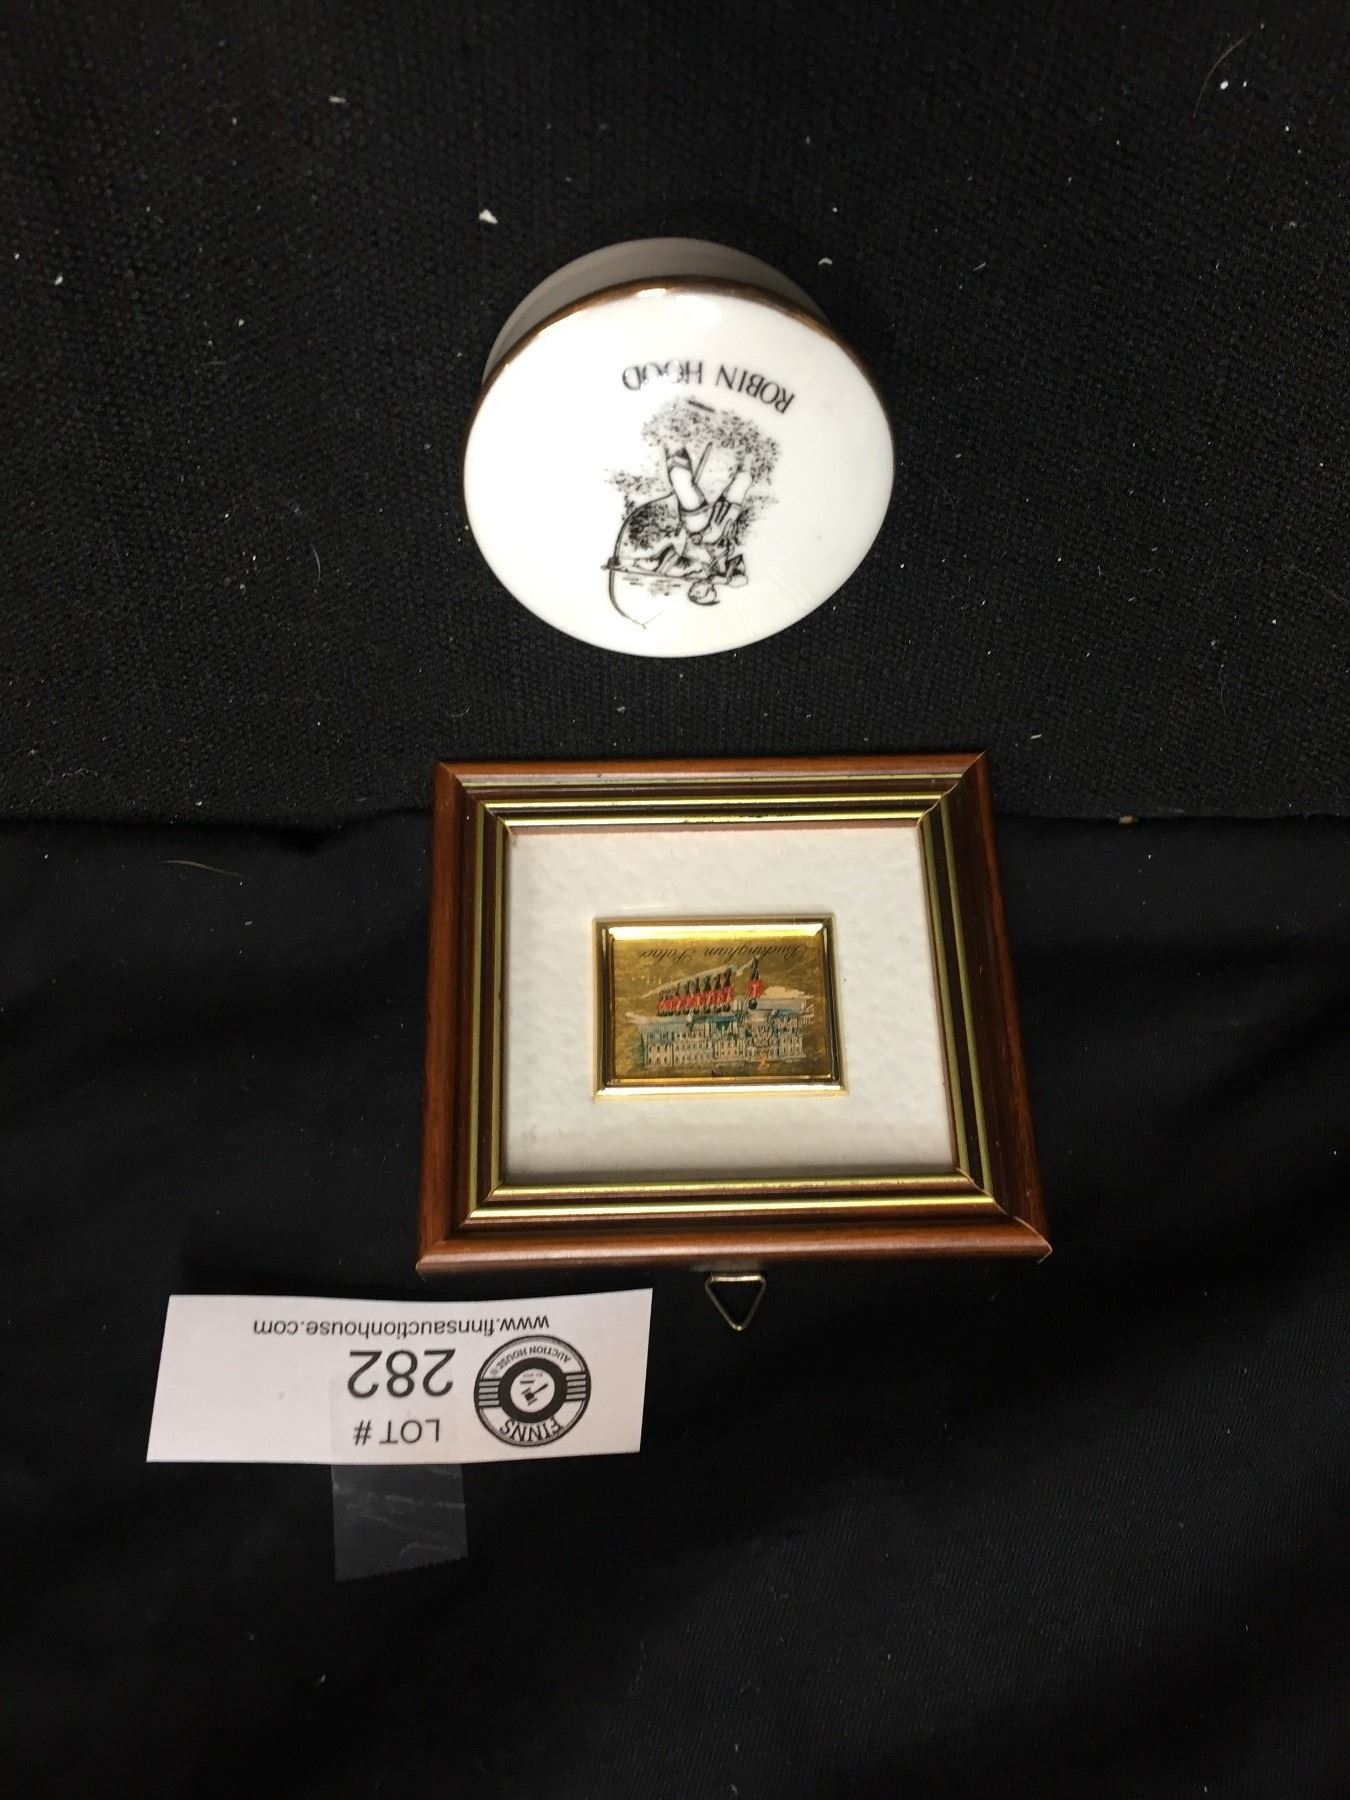 LOT #
282
www.finnsauctionhouse.com
FINNS
AUCTION HOUSE
Buckingham Palace
ROBIN HOOD